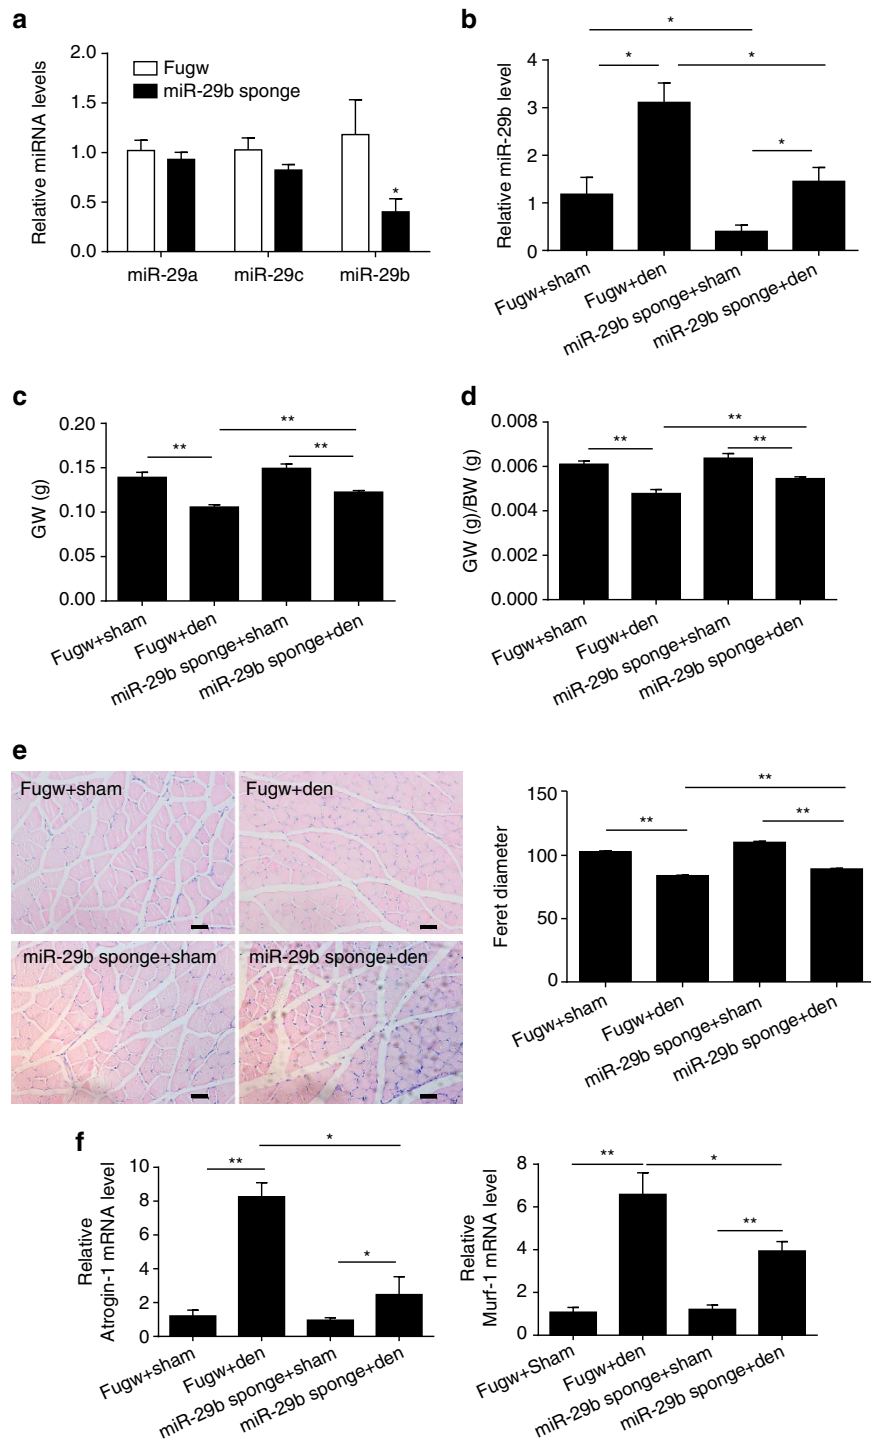 a
Relative miRNA levels
2.0
1.5
1.0
0.5
0.0
Fugw
miR-29b sponge
*
miR-29a
miR-29c
miR-29b
b
Relative miR-29b level
4
3
2
1
0
*
*
*
*
Fugw+sham
Fugw+den
miR-29b sponge+sham
miR-29b sponge+den
c
GW (g)
0.20
0.15
0.10
0.05
0.00
**
**
**
Fugw+sham
Fugw+den
miR-29b sponge+sham
miR-29b sponge+den
d
GW (g)/BW (g)
0.008
0.006
0.004
0.002
0.000
**
**
**
Fugw+sham
Fugw+den
miR-29b sponge+sham
miR-29b sponge+den
e
Fugw+sham
Fugw+den
miR-29b sponge+sham
miR-29b sponge+den
Feret diameter
150
100
50
0
**
**
**
Fugw+sham
Fugw+den
miR-29b sponge+sham
miR-29b sponge+den
f
Relative
Atrogin-1 mRNA level
10
8
6
4
2
0
**
*
*
Fugw+sham
Fugw+den
miR-29b sponge+sham
miR-29b sponge+den
Relative
Murf-1 mRNA level
8
6
4
2
0
**
*
**
Fugw+Sham
Fugw+den
miR-29b sponge+sham
miR-29b sponge+den